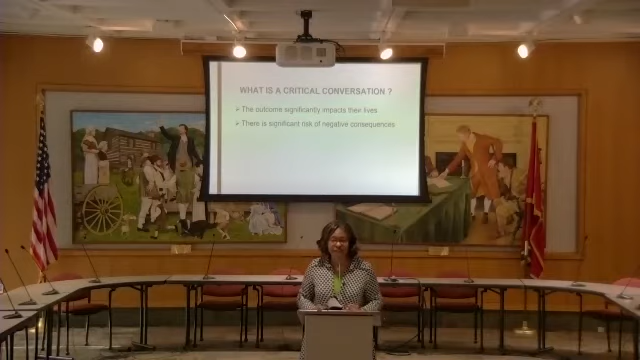 WHAT IS A CRITICAL CONVERSATION ?
➢ The outcome significantly impacts their lives
➢ There is significant risk of negative consequences